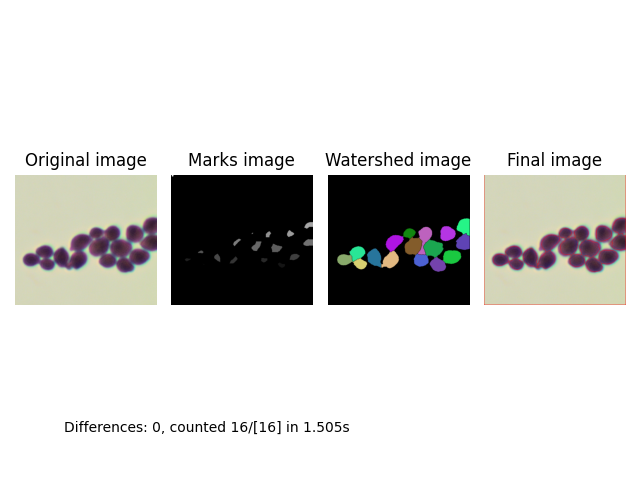 Original image
Marks image
Watershed image
Final image
Differences: 0, counted 16/[16] in 1.505s